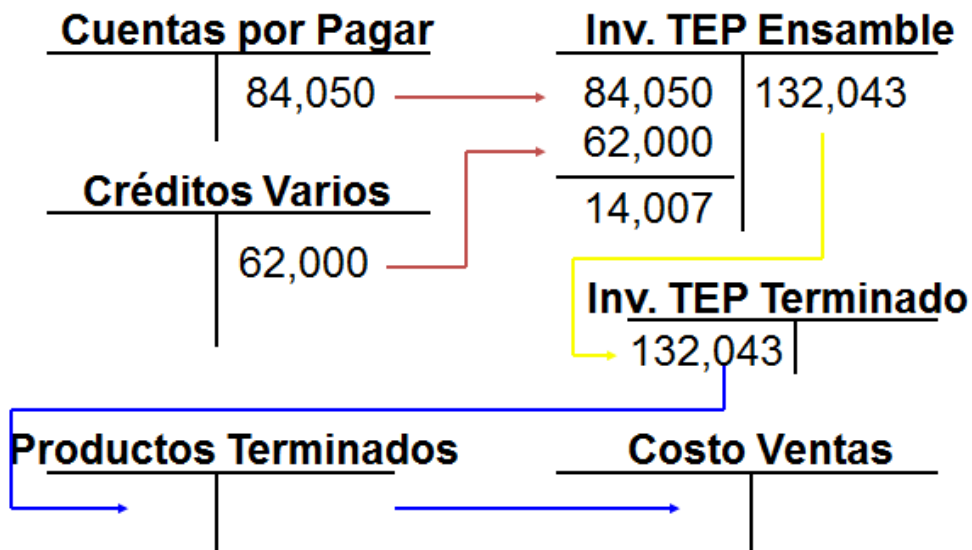 Cuentas por Pagar
84,050
Créditos Varios
62,000
Inv. TEP Ensamble
84,050 132,043
62,000
14,007
Inv. TEP Terminado
132,043
Productos Terminados
Costo Ventas